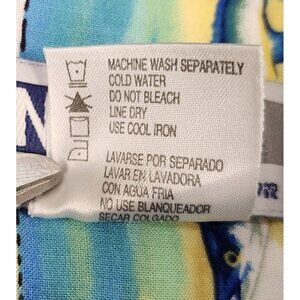 MACHINE WASH SEPARATELY
COLD WATER
DO NOT BLEACH
LINE DRY
USE COOL IRON
LAVARSE POR SEPARADO
LAVAR EN LAVADORA
CON AGUA FRIA
NO USE BLANQUEADOR
SECAR COLGADO
N